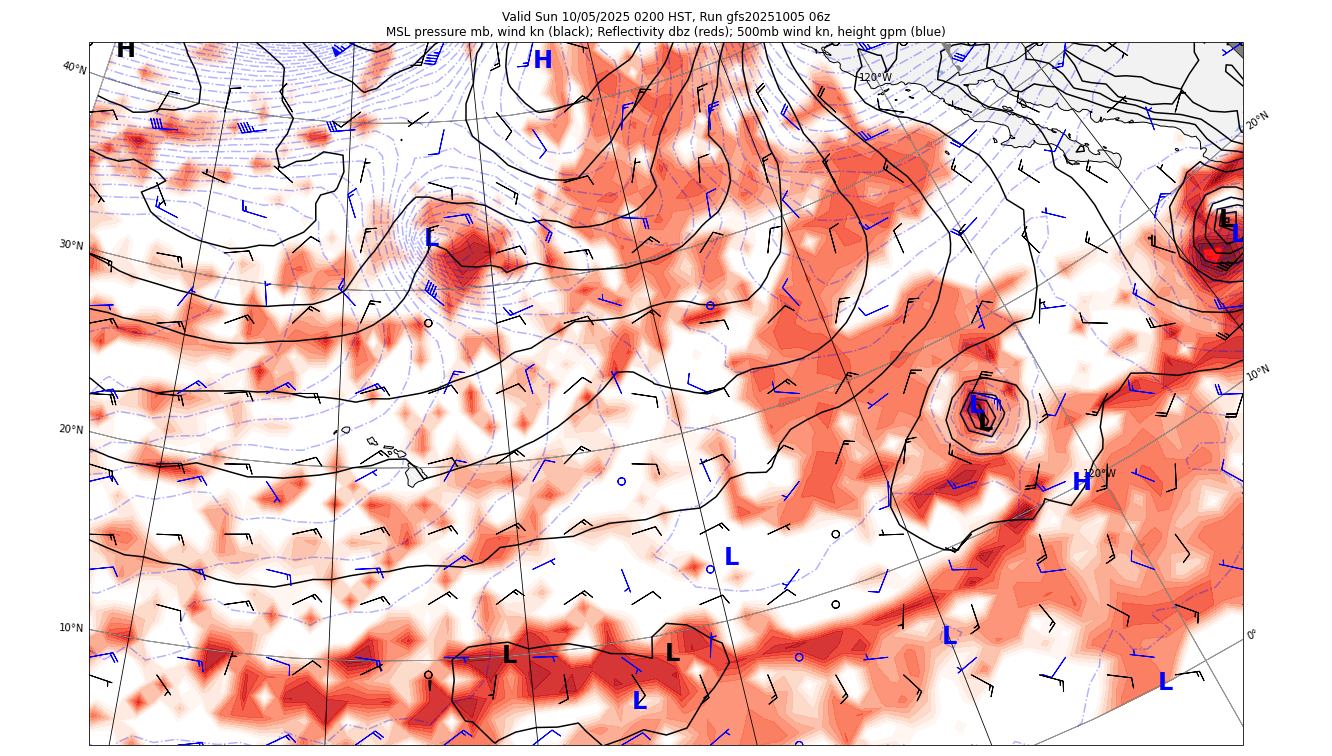 Valid Sun 10/05/2025 0200 HST, Run gfs20251005 06z
MSL pressure mb, wind kn (black); Reflectivity dbz (reds); 500mb wind kn, height gpm (blue)
H
H
40°N
120°W
20°N
L
L
L
30°N
10°N
L
L
20°N
120°W
H
L
10°N
L
0°
L
L
L
L